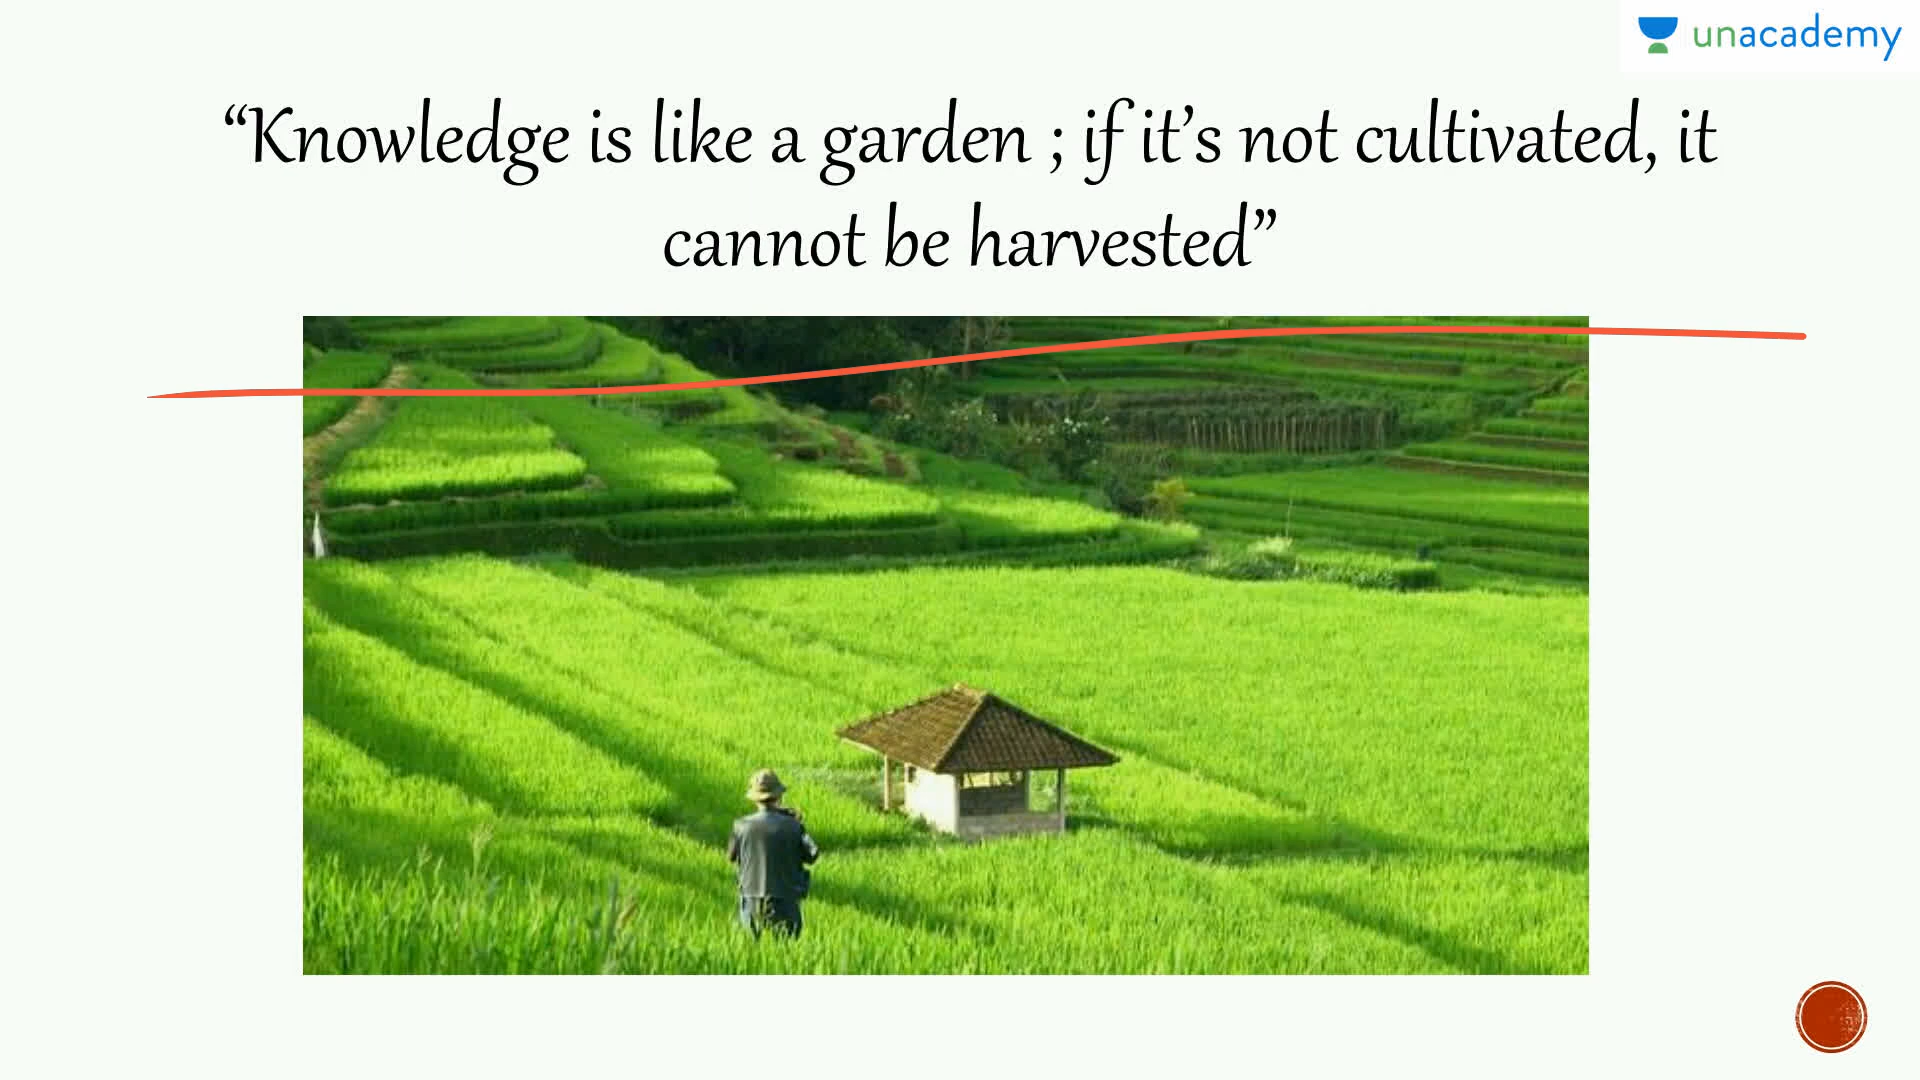 unacademy
“Knowledge is like a garden ; if it’s not cultivated, it
cannot be harvested”